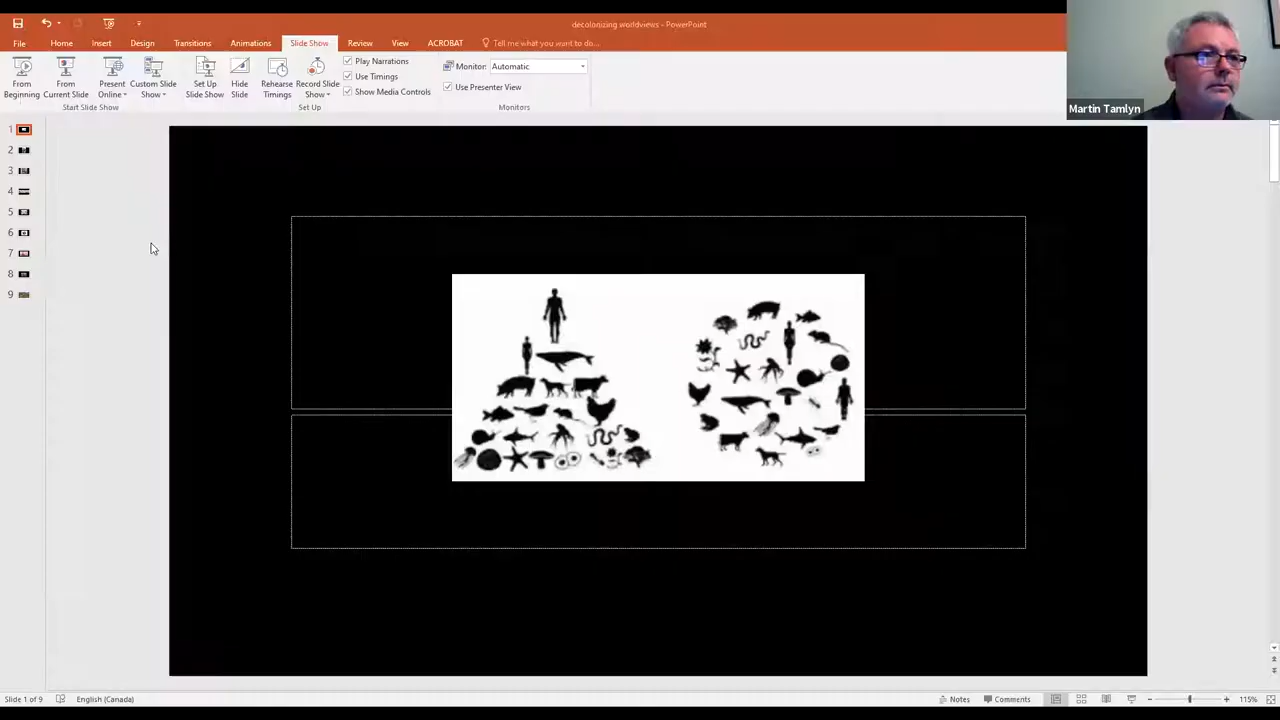 decolonizing worldviews - PowerPoint
File Home Insert Design Transitions Animations Slide Show Review View ACROBAT Tell me what you want to do...
From Beginning
From Current Slide
Present Online
Custom Slide Show
Set Up Slide Show
Hide Slide
Rehearse Timings
Record Slide Show
Play Narrations
Use Timings
Show Media Controls
Monitor: Automatic
Use Presenter View
Start Slide Show
Set Up
Monitors
Martin Tamlyn
1
2
3
4
5
6
7
8
9
Slide 1 of 9 English (Canada) Notes Comments 115%